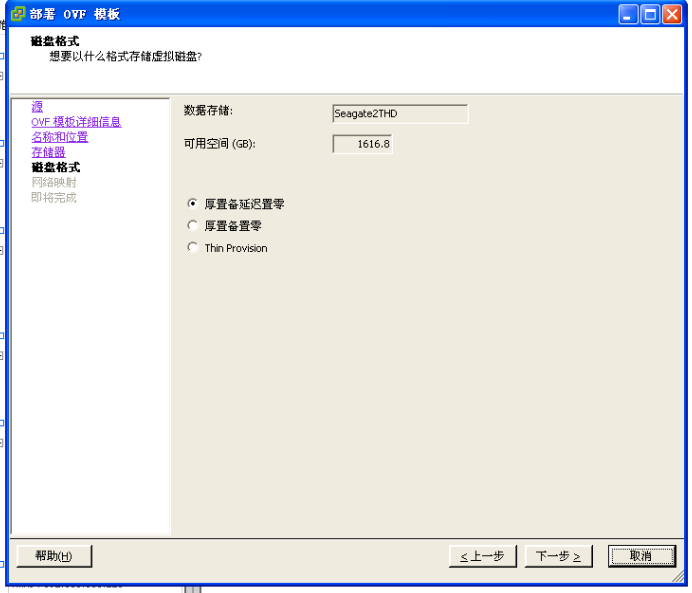 部署 OVF 模板
磁盘格式
想要以什么格式存储虚拟磁盘?
源
OVF 模板详细信息
名称和位置
存储器
磁盘格式
网络映射
即将完成
数据存储:
Seagate2THD
可用空间 (GB):
1616.8
厚置备延迟置零
厚置备置零
Thin Provision
帮助(H)
≤上一步
下一步 ≥
取消